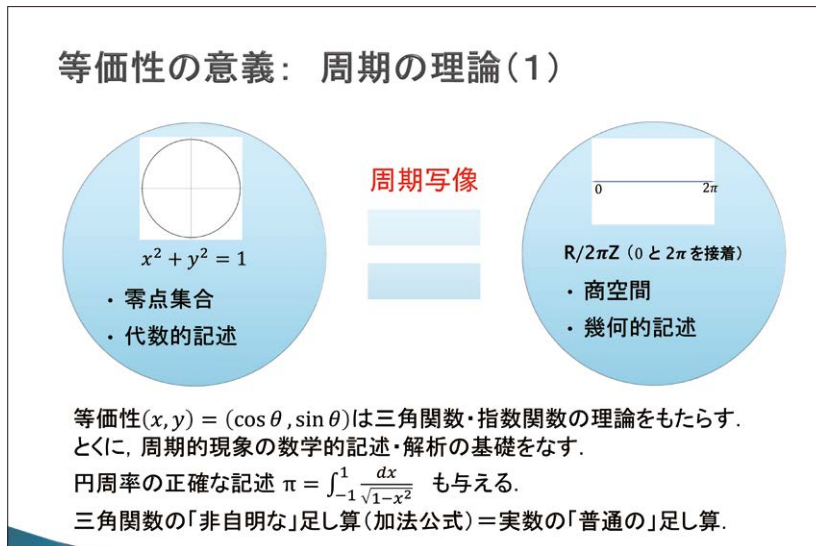 等価性の意義: 周期の理論(1)
周期写像
x² + y² = 1
・ 零点集合
・ 代数的記述
0 2π
R/2πZ (0 と 2π を接着)
・ 商空間
・ 幾何的記述
等価性(x, y) = (cos θ , sin θ)は三角関数・指数関数の理論をもたらす.
とくに, 周期的現象の数学的記述・解析の基礎をなす.
円周率の正確な記述 π = ∫₋₁¹ dx/√(1−x²) も与える.
三角関数の「非自明な」足し算(加法公式)=実数の「普通の」足し算.